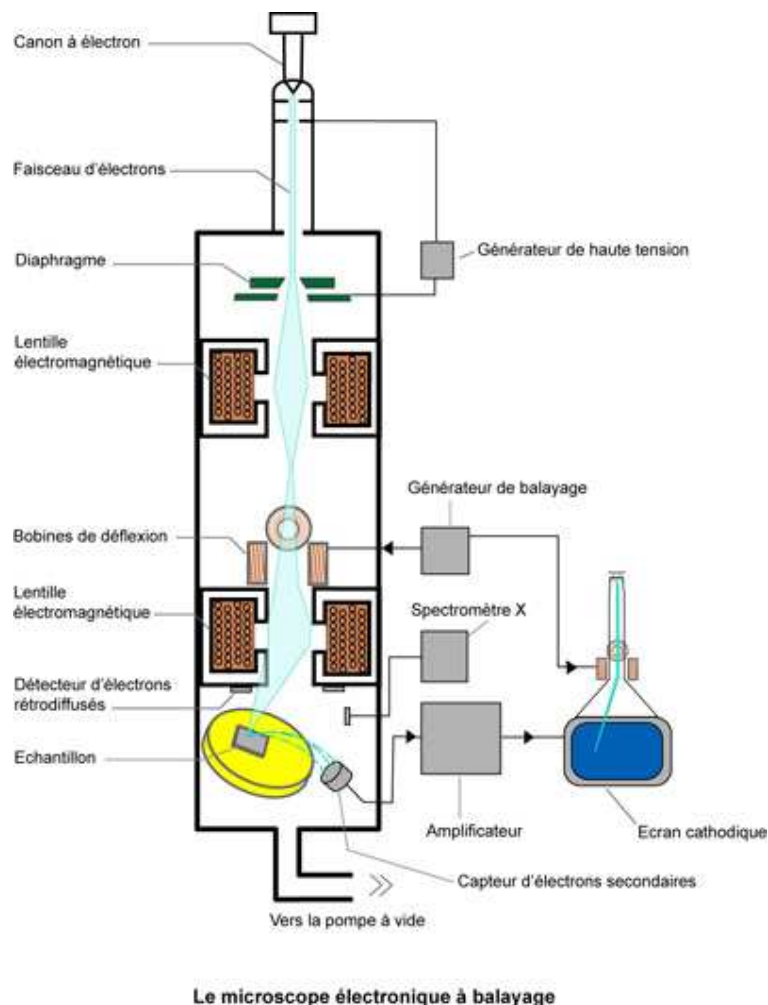 Canon à électron
Faisceau d'électrons
Générateur de haute tension
Diaphragme
Lentille
électromagnétique
Générateur de balayage
Bobines de déflexion
Lentille
électromagnétique
Spectromètre X
Détecteur d'électrons
rétrodiffusés
Echantillon
Amplificateur
Ecran cathodique
Capteur d'électrons secondaires
Vers la pompe à vide
Le microscope électronique à balayage